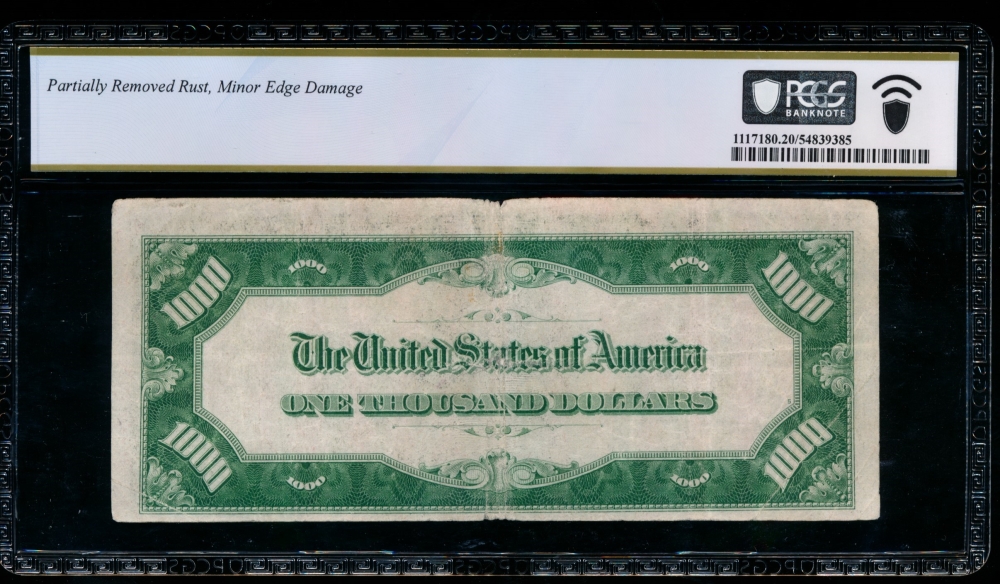 Partially Removed Rust, Minor Edge Damage
PCGS
BANKNOTE
1117180.20/54839385
1000 1000 1000 1000
The United States of America
ONE THOUSAND DOLLARS
1000 1000 1000 1000